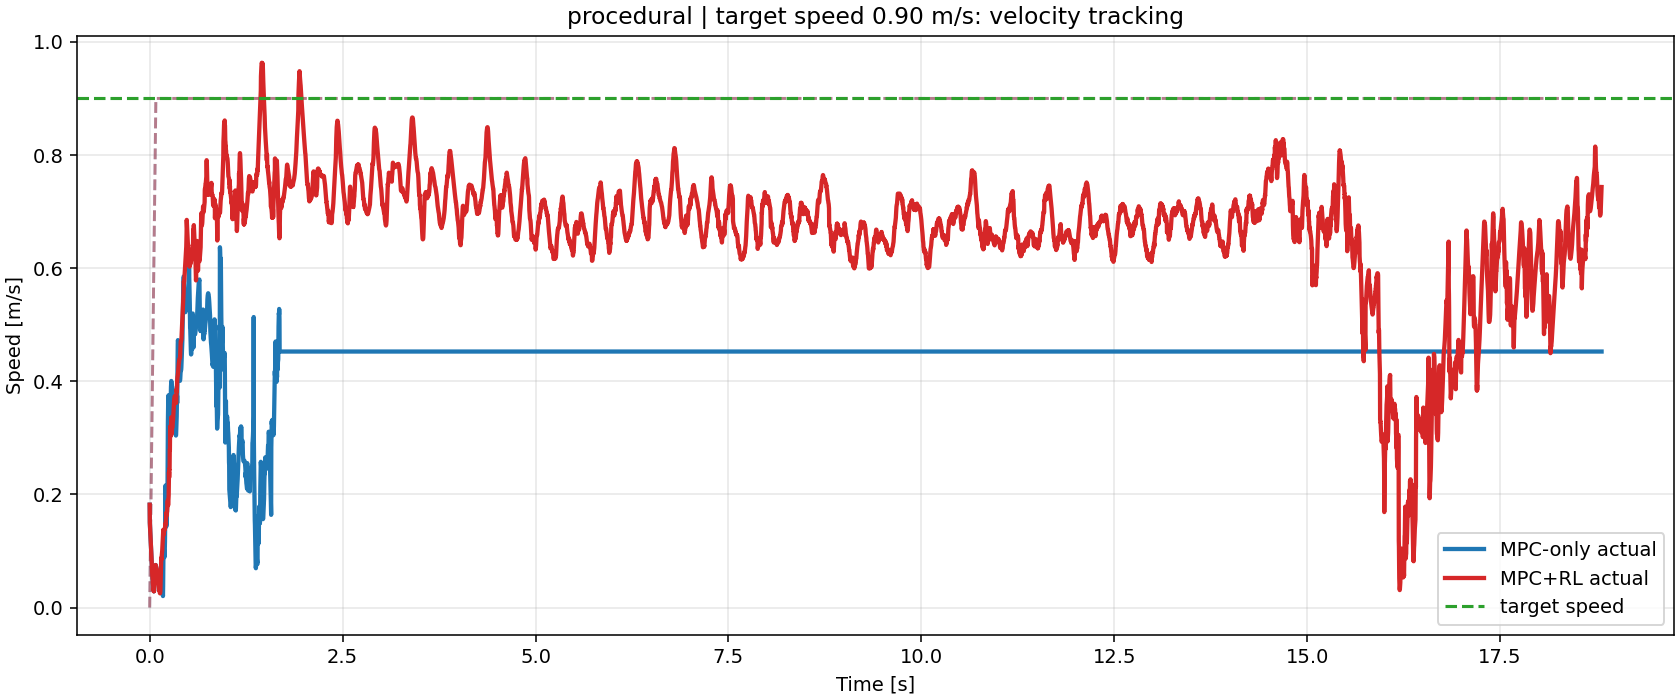 procedural | target speed 0.90 m/s: velocity tracking
1.0
0.8
0.6
0.4
0.2
0.0
Speed [m/s]
0.0 2.5 5.0 7.5 10.0 12.5 15.0 17.5
Time [s]
MPC-only actual
MPC+RL actual
target speed